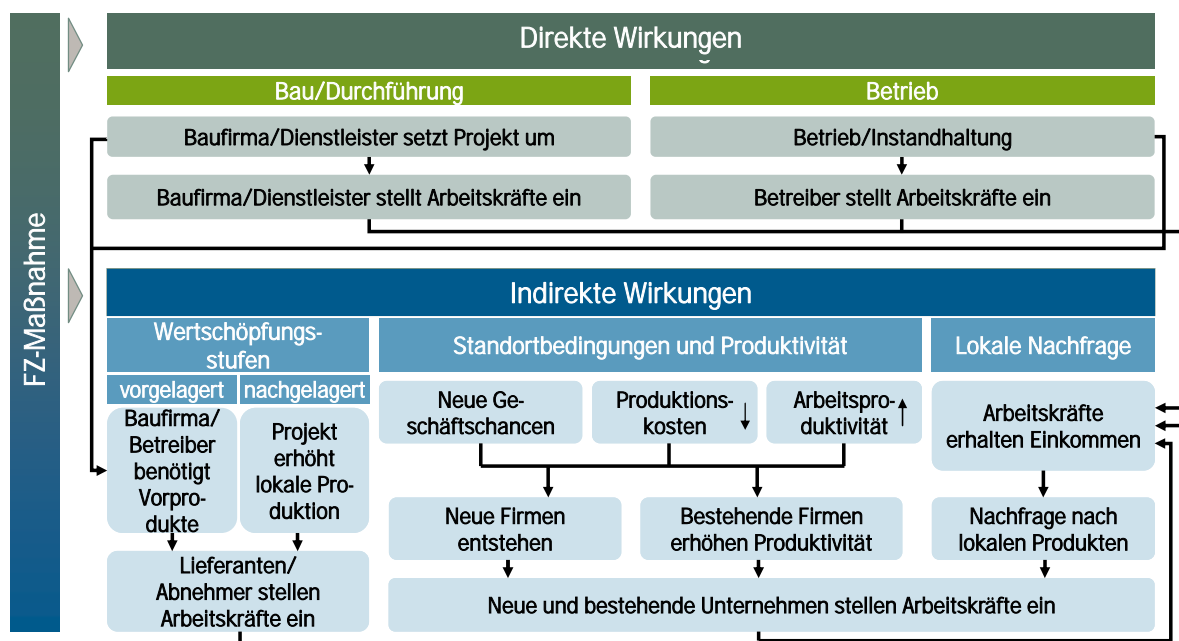 FZ-Maßnahme
Direkte Wirkungen
Bau/Durchführung
Betrieb
Baufirma/Dienstleister setzt Projekt um
Betrieb/Instandhaltung
Baufirma/Dienstleister stellt Arbeitskräfte ein
Betreiber stellt Arbeitskräfte ein
Indirekte Wirkungen
Wertschöpfungs-
stufen
Standortbedingungen und Produktivität
Lokale Nachfrage
vorgelagert
nachgelagert
Baufirma/
Betreiber
benötigt
Vorpro-
dukte
Projekt
erhöht
lokale Pro-
duktion
Neue Ge-
schäftschancen
Produktions-
kosten
Arbeitspro-
duktivität
Arbeitskräfte
erhalten Einkommen
Neue Firmen
entstehen
Bestehende Firmen
erhöhen Produktivität
Nachfrage nach
lokalen Produkten
Lieferanten/
Abnehmer stellen
Arbeitskräfte ein
Neue und bestehende Unternehmen stellen Arbeitskräfte ein